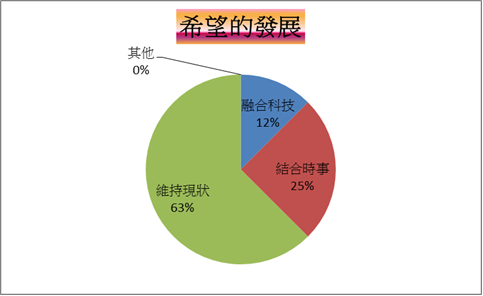 希望的發展
其他
0%
融合科技
12%
結合時事
25%
維持現狀
63%